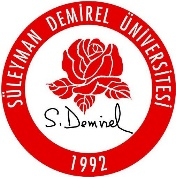 SÜLEYMAN DEMİREL ÜNİVERSİTESİ
S. Demirel
1992